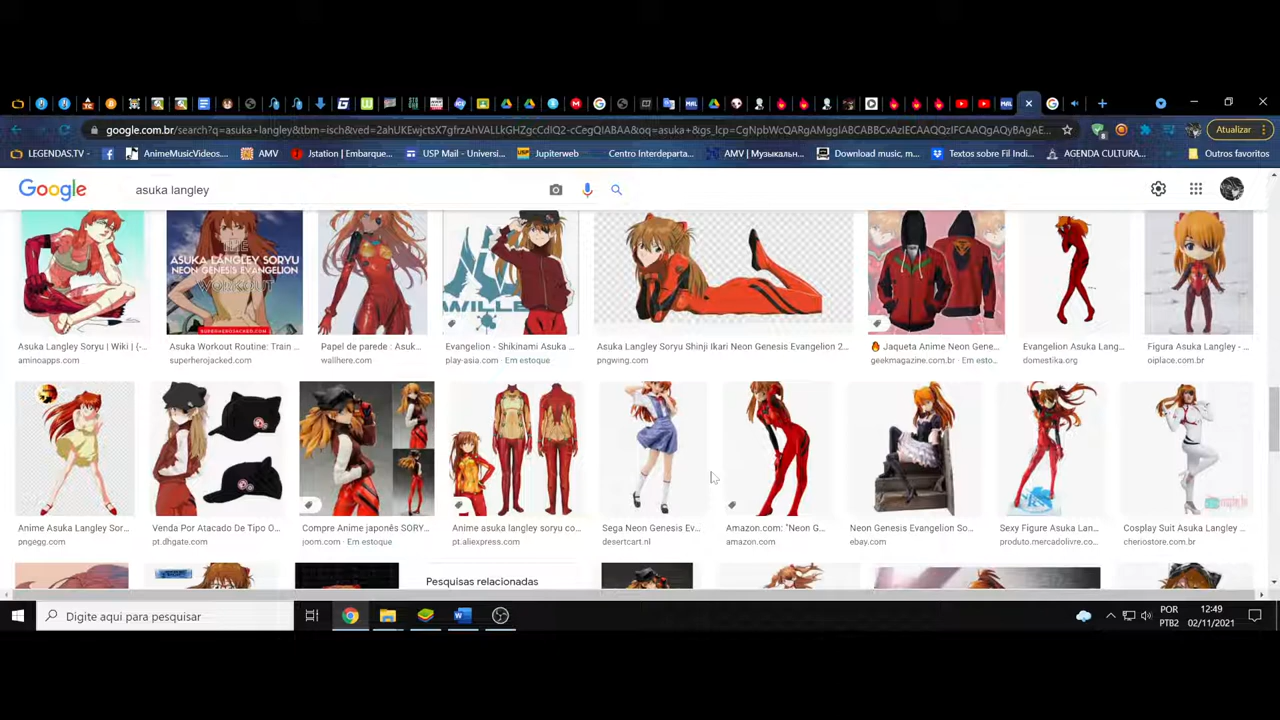 google.com.br/search?q=asuka+langley&tbm=isch&ved=2ahUKEwjctsX7gfrzAhVALLkGHZgcCdIQ2-cCegQIABAA&oq=asuka+&gs_lcp=CgNpbWcQARgAMggIABCABBCxAzIECAAQQzIFCAAQgAQyBAgAE...
Atualizar
LEGENDAS.TV -
AnimeMusicVideos....
AMV
Jstation | Embarque...
USP Mail - Universi...
Jupiterweb
Centro Interdeparta...
AMV | Музыкальн...
Download music, m...
Textos sobre Fil Indi...
AGENDA CULTURA...
Outros favoritos
Google
asuka langley
THE
ASUKA LANGLEY SORYU
NEON GENESIS EVANGELION
WORKOUT
SUPERHEROJACKED.COM
WILLE
Asuka Langley Soryu | Wiki | {-...
Asuka Workout Routine: Train ...
Papel de parede : Asuk...
Evangelion - Shikinami Asuka ...
Asuka Langley Soryu Shinji Ikari Neon Genesis Evangelion 2...
Jaqueta Anime Neon Gene...
Evangelion Asuka Lang...
Figura Asuka Langley - ...
aminoapps.com
superherojacked.com
wallhere.com
play-asia.com · Em estoque
pngwing.com
geekmagazine.com.br · Em esto...
domestika.org
oiplace.com.br
Anime Asuka Langley Sor...
Venda Por Atacado De Tipo O...
Compre Anime japonês SORY...
Anime asuka langley soryu co...
Sega Neon Genesis Ev...
Amazon.com: "Neon G...
Neon Genesis Evangelion So...
Sexy Figure Asuka Lan...
Cosplay Suit Asuka Langley ...
pngegg.com
pt.dhgate.com
joom.com · Em estoque
pt.aliexpress.com
desertcart.nl
amazon.com
ebay.com
produto.mercadolivre.co...
cheriostore.com.br
Pesquisas relacionadas
Digite aqui para pesquisar
POR
PTB2
12:49
02/11/2021